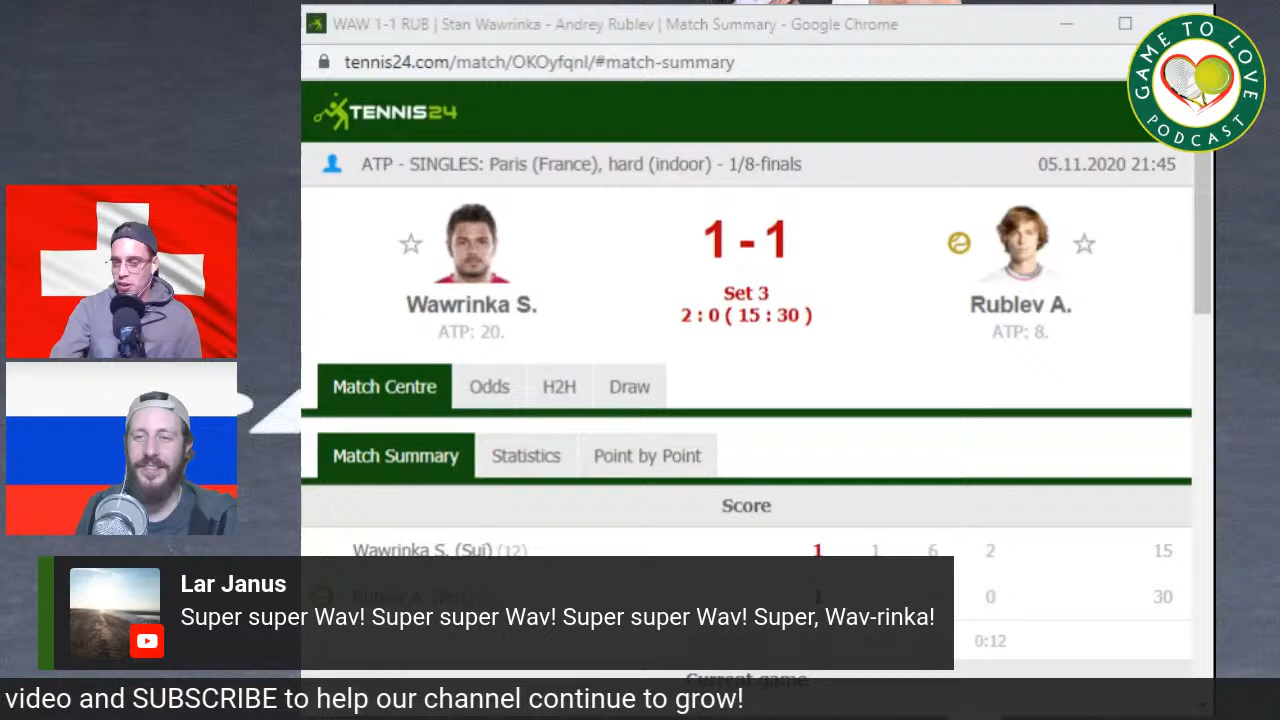 WAW 1-1 RUB | Stan Wawrinka - Andrey Rublev | Match Summary - Google Chrome
tennis24.com/match/OKOyfqnI/#match-summary
GAME TO LOVE
PODCAST
TENNIS24
ATP - SINGLES: Paris (France), hard (indoor) - 1/8-finals
05.11.2020 21:45
1 - 1
Set 3
2 : 0 ( 15 : 30 )
Wawrinka S.
ATP: 20.
Rublev A.
ATP: 8.
Match Centre Odds H2H Draw
Match Summary Statistics Point by Point
Score
Wawrinka S. (Sui) (12) 1 1 6 2 15
1 0 30
0:12
Current game
Lar Janus
Super super Wav! Super super Wav! Super super Wav! Super, Wav-rinka!
video and SUBSCRIBE to help our channel continue to grow!